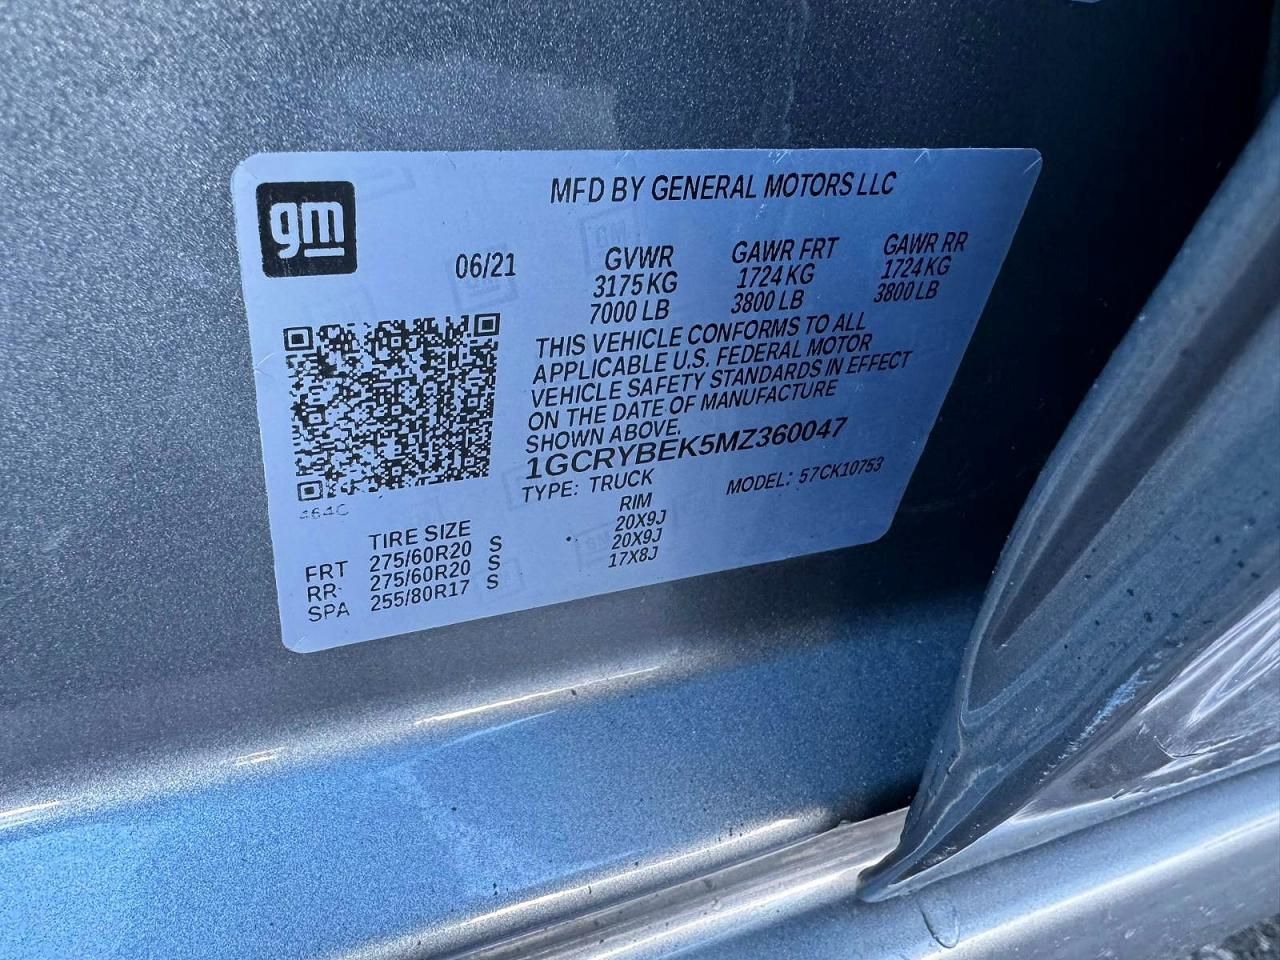 gm
MFD BY GENERAL MOTORS LLC
06/21 GVWR GAWR FRT GAWR RR
3175 KG 1724 KG 1724 KG
7000 LB 3800 LB 3800 LB
THIS VEHICLE CONFORMS TO ALL
APPLICABLE U.S. FEDERAL MOTOR
VEHICLE SAFETY STANDARDS IN EFFECT
ON THE DATE OF MANUFACTURE
SHOWN ABOVE.
1GCRYBEK5MZ360047
TYPE: TRUCK MODEL: 57CK10753
464C
TIRE SIZE RIM
FRT 275/60R20 S 20X9J
RR 275/60R20 S 20X9J
SPA 255/80R17 S 17X8J